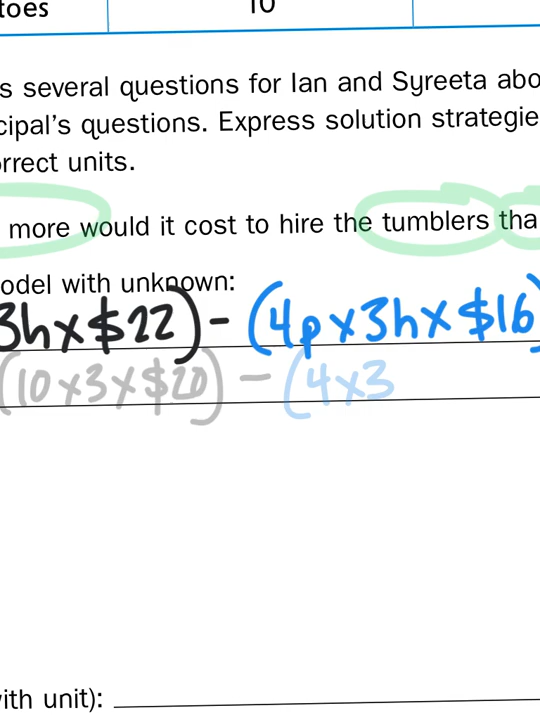 toes 10
s several questions for Ian and Syreeta abo
cipal's questions. Express solution strategie
rrect units.
more would it cost to hire the tumblers tha
odel with unknown:
3h x $22) - (4p x 3h x $16)
(10 x 3 x $20) - (4 x 3
ith unit):